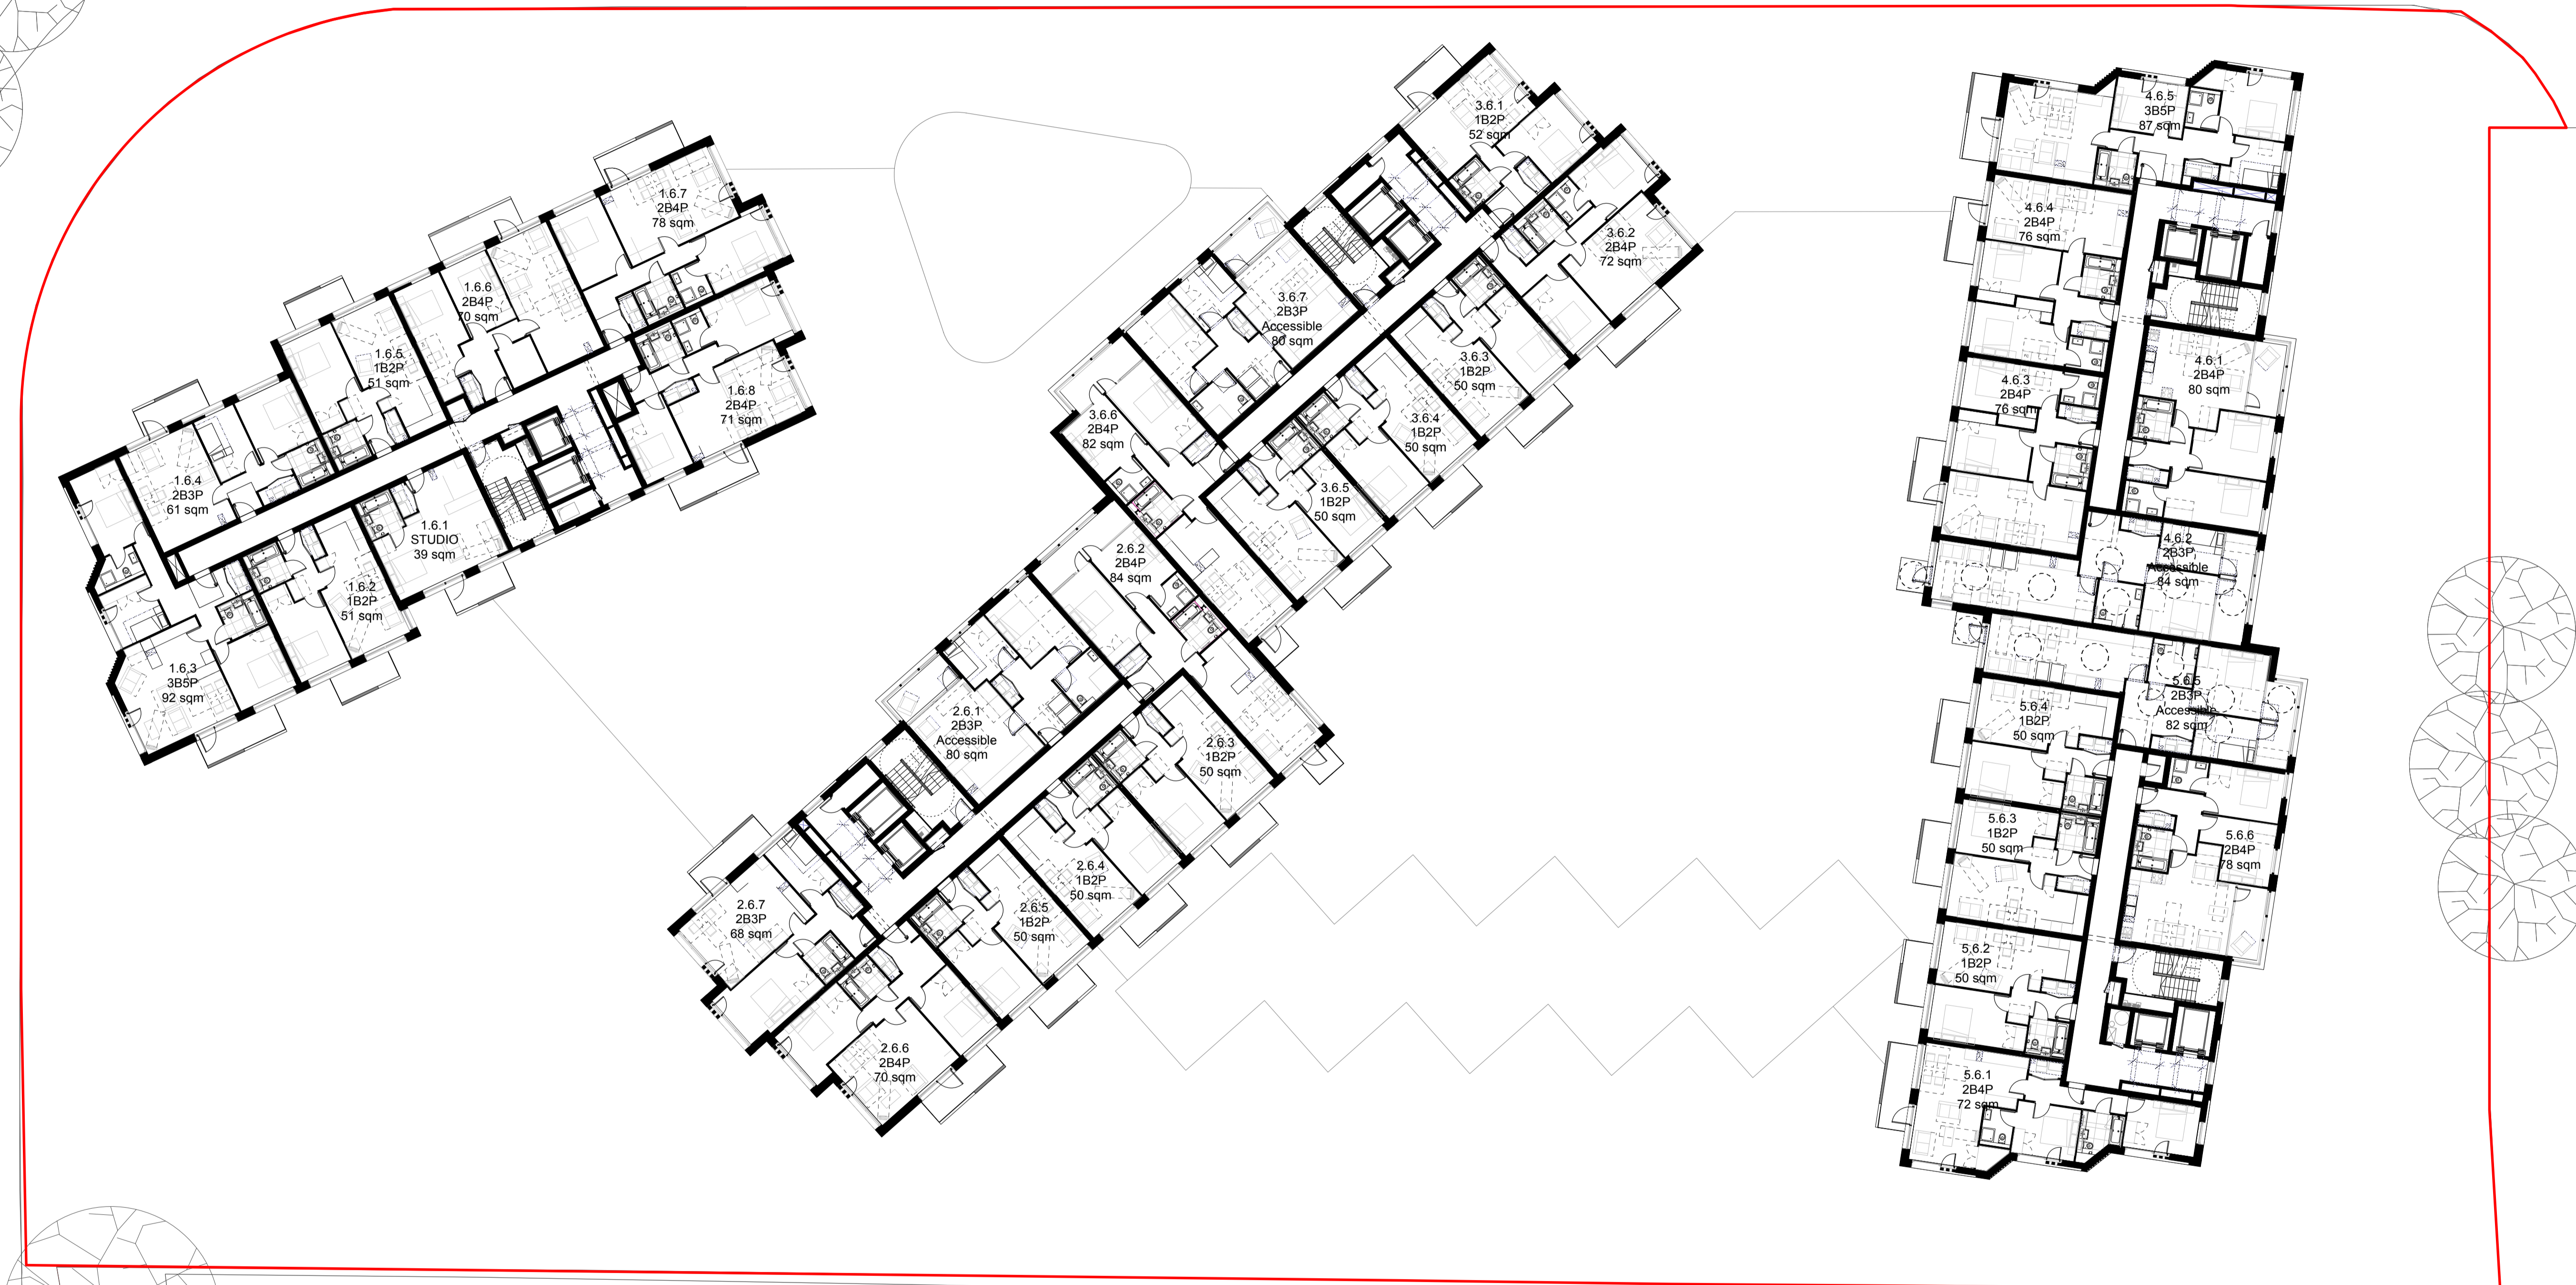 1.6.7
2B4P
78 sqm
1.6.6
2B4P
70 sqm
1.6.5
1B2P
51 sqm
1.6.8
2B4P
71 sqm
1.6.4
2B3P
61 sqm
1.6.1
STUDIO
39 sqm
1.6.2
1B2P
51 sqm
1.6.3
3B5P
92 sqm
3.6.1
1B2P
52 sqm
3.6.2
2B4P
72 sqm
3.6.7
2B3P
Accessible
80 sqm
3.6.3
1B2P
50 sqm
3.6.6
2B4P
82 sqm
3.6.4
1B2P
50 sqm
3.6.5
1B2P
50 sqm
2.6.2
2B4P
84 sqm
2.6.1
2B3P
Accessible
80 sqm
2.6.3
1B2P
50 sqm
2.6.4
1B2P
50 sqm
2.6.5
1B2P
50 sqm
2.6.7
2B3P
68 sqm
2.6.6
2B4P
70 sqm
4.6.5
3B5P
87 sqm
4.6.4
2B4P
76 sqm
4.6.1
2B4P
80 sqm
4.6.3
2B4P
76 sqm
4.6.2
2B3P
Accessible
84 sqm
5.6.5
2B3P
Accessible
82 sqm
5.6.4
1B2P
50 sqm
5.6.3
1B2P
50 sqm
5.6.6
2B4P
78 sqm
5.6.2
1B2P
50 sqm
5.6.1
2B4P
72 sqm